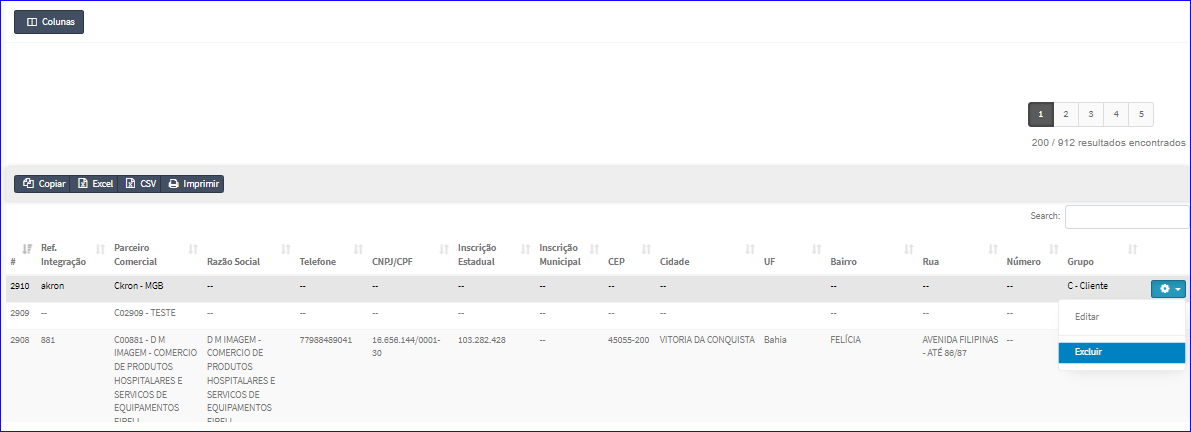 Colunas
1 2 3 4 5
200 / 912 resultados encontrados
Copiar Excel CSV Imprimir
Search:
Ref. Parceiro Inscrição Inscrição
# Integração Comercial Razão Social Telefone CNPJ/CPF Estadual Municipal CEP Cidade UF Bairro Rua Número Grupo
2910 akron Ckron - MGB -- -- -- -- -- -- -- -- -- -- C - Cliente
2909 -- C02909 - TESTE -- -- -- -- -- -- -- -- -- --
Editar
2908 881 C00881 - D M D M IMAGEM - 77988489041 16.656.144/0001- 103.282.428 -- 45055-200 VITORIA DA CONQUISTA Bahia FELÍCIA AVENIDA FILIPINAS --
IMAGEM - COMERCIO COMERCIO DE 30 - ATÉ 86/87
Excluir
DE PRODUTOS PRODUTOS
HOSPITALARES E HOSPITALARES E
SERVICOS DE SERVICOS DE
EQUIPAMENTOS EQUIPAMENTOS